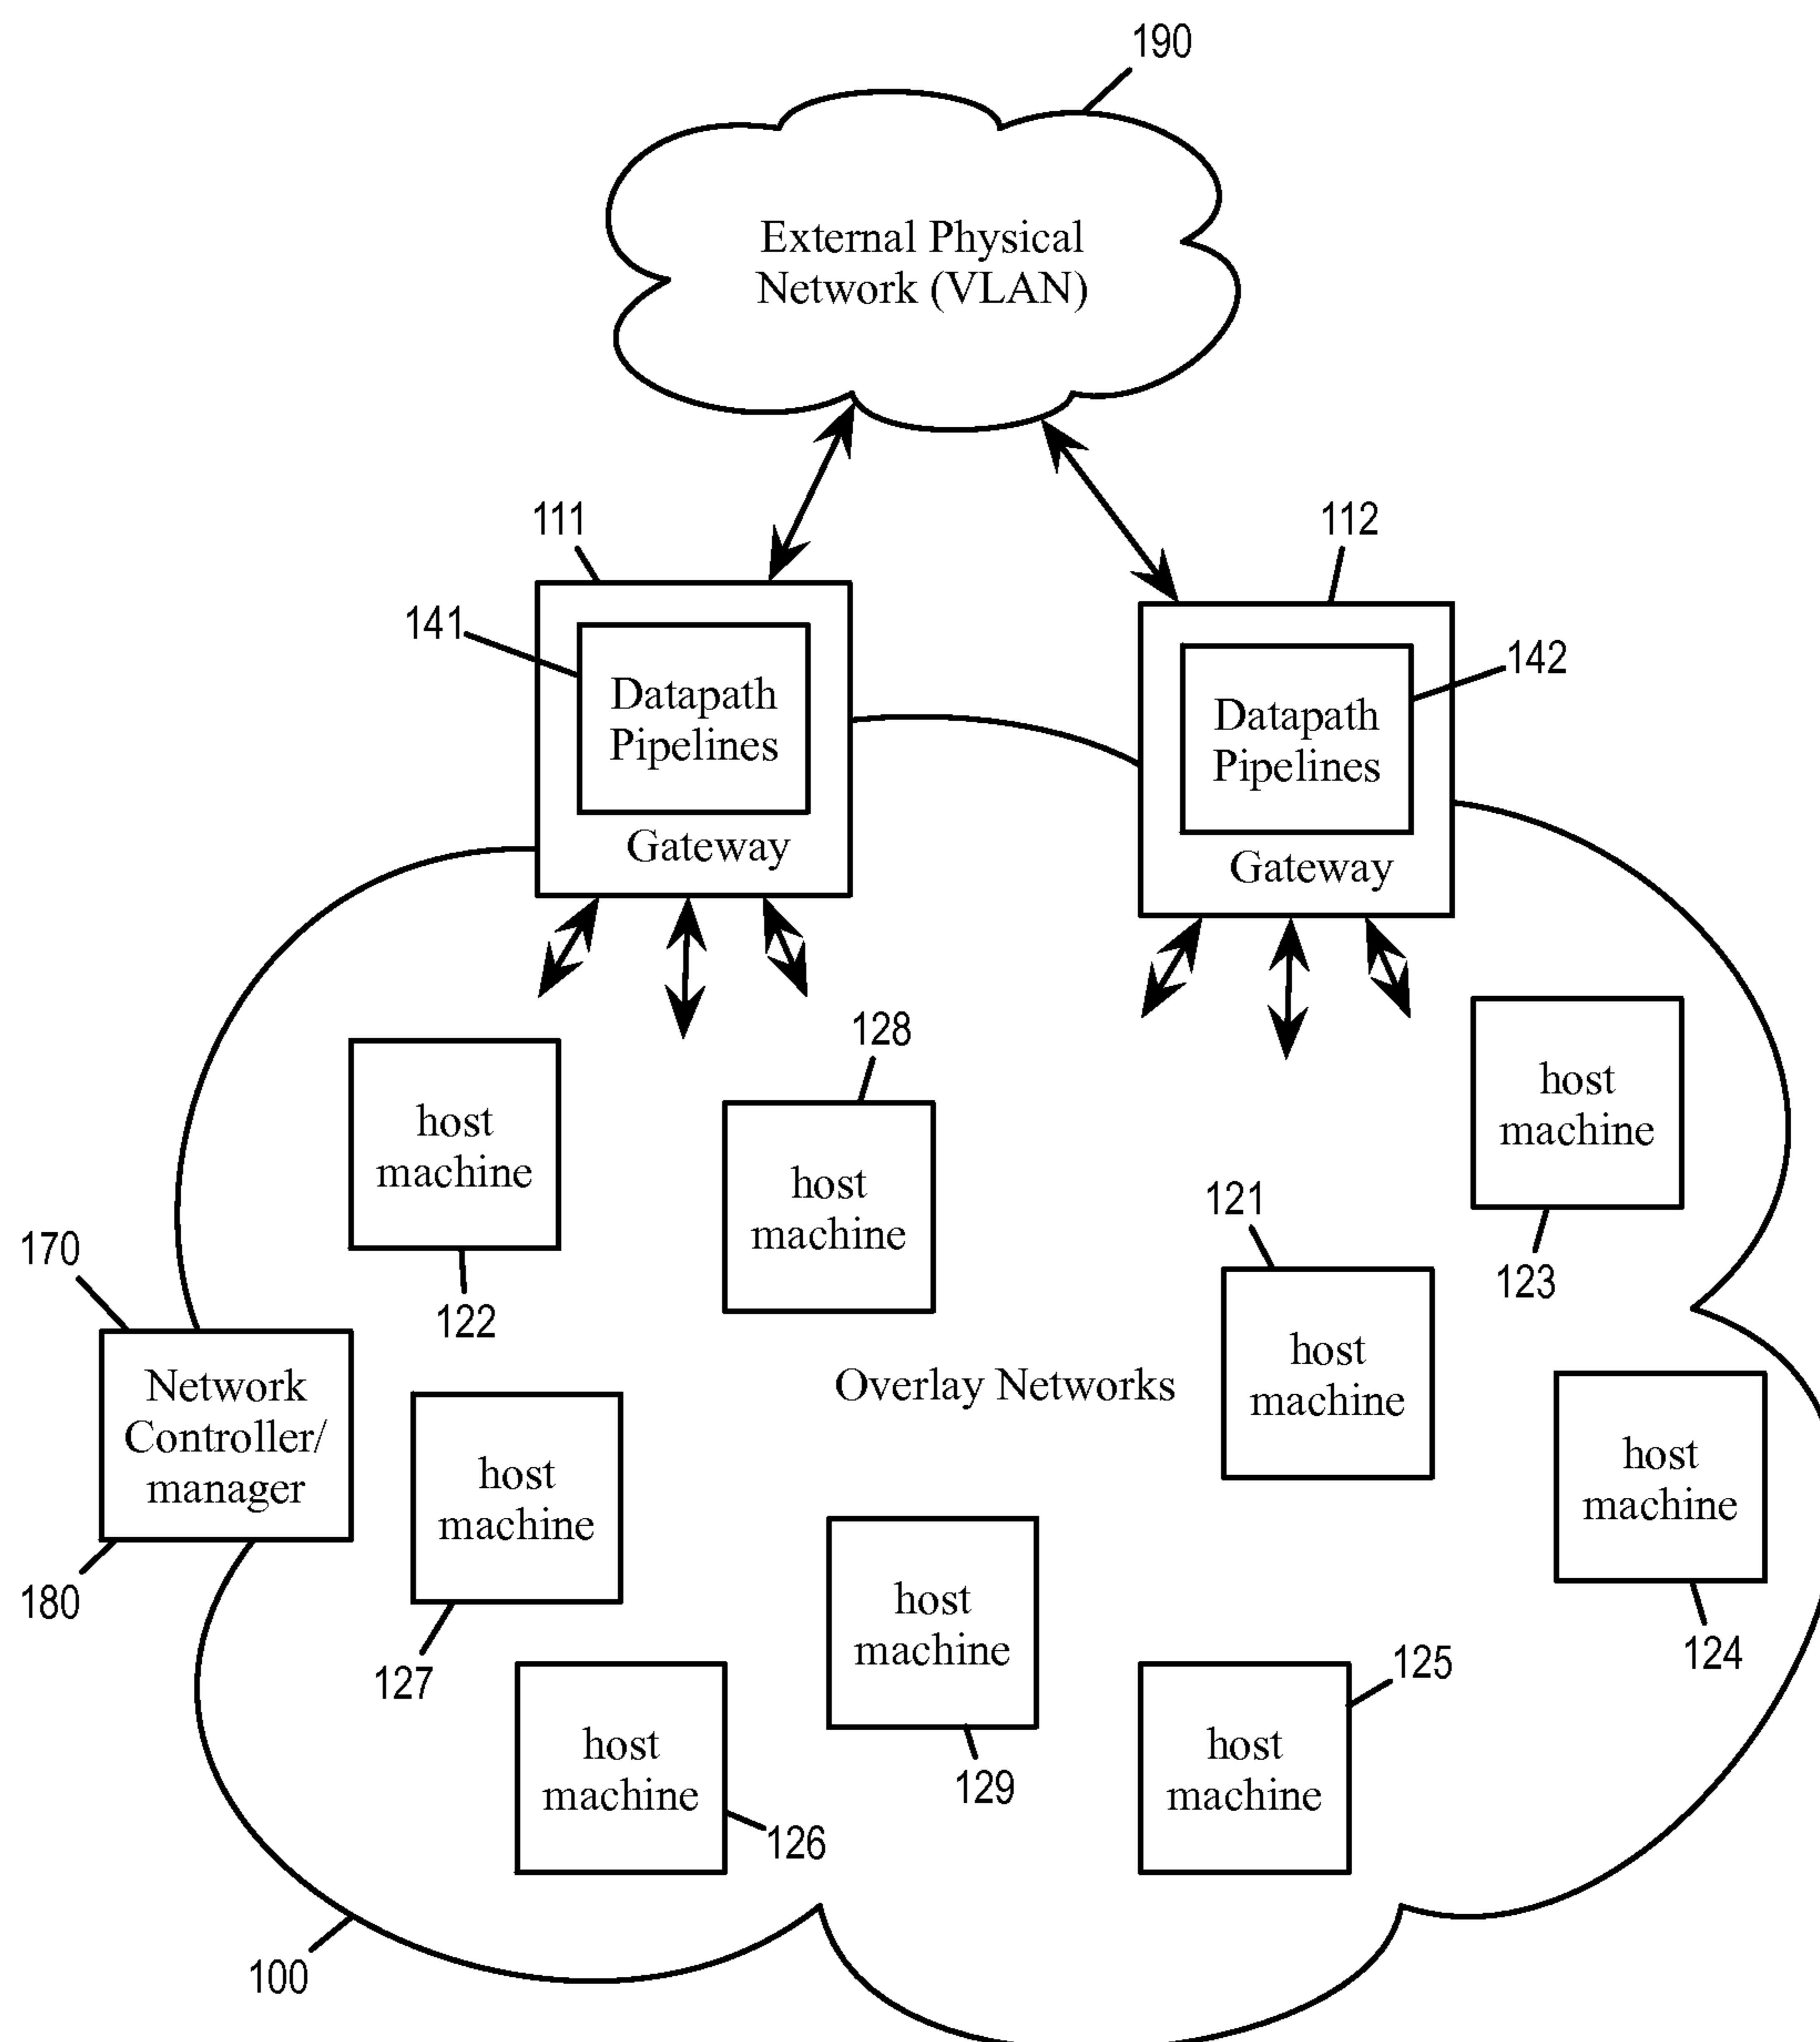 190
External Physical
Network (VLAN)
111
112
141
Datapath
Pipelines
Gateway
142
Datapath
Pipelines
Gateway
128
host
machine
122
host
machine
host
machine
123
121
host
machine
170
Network
Controller/
manager
180
Overlay Networks
host
machine
127
host
machine
124
host
machine
129
125
host
machine
host
machine
126
100